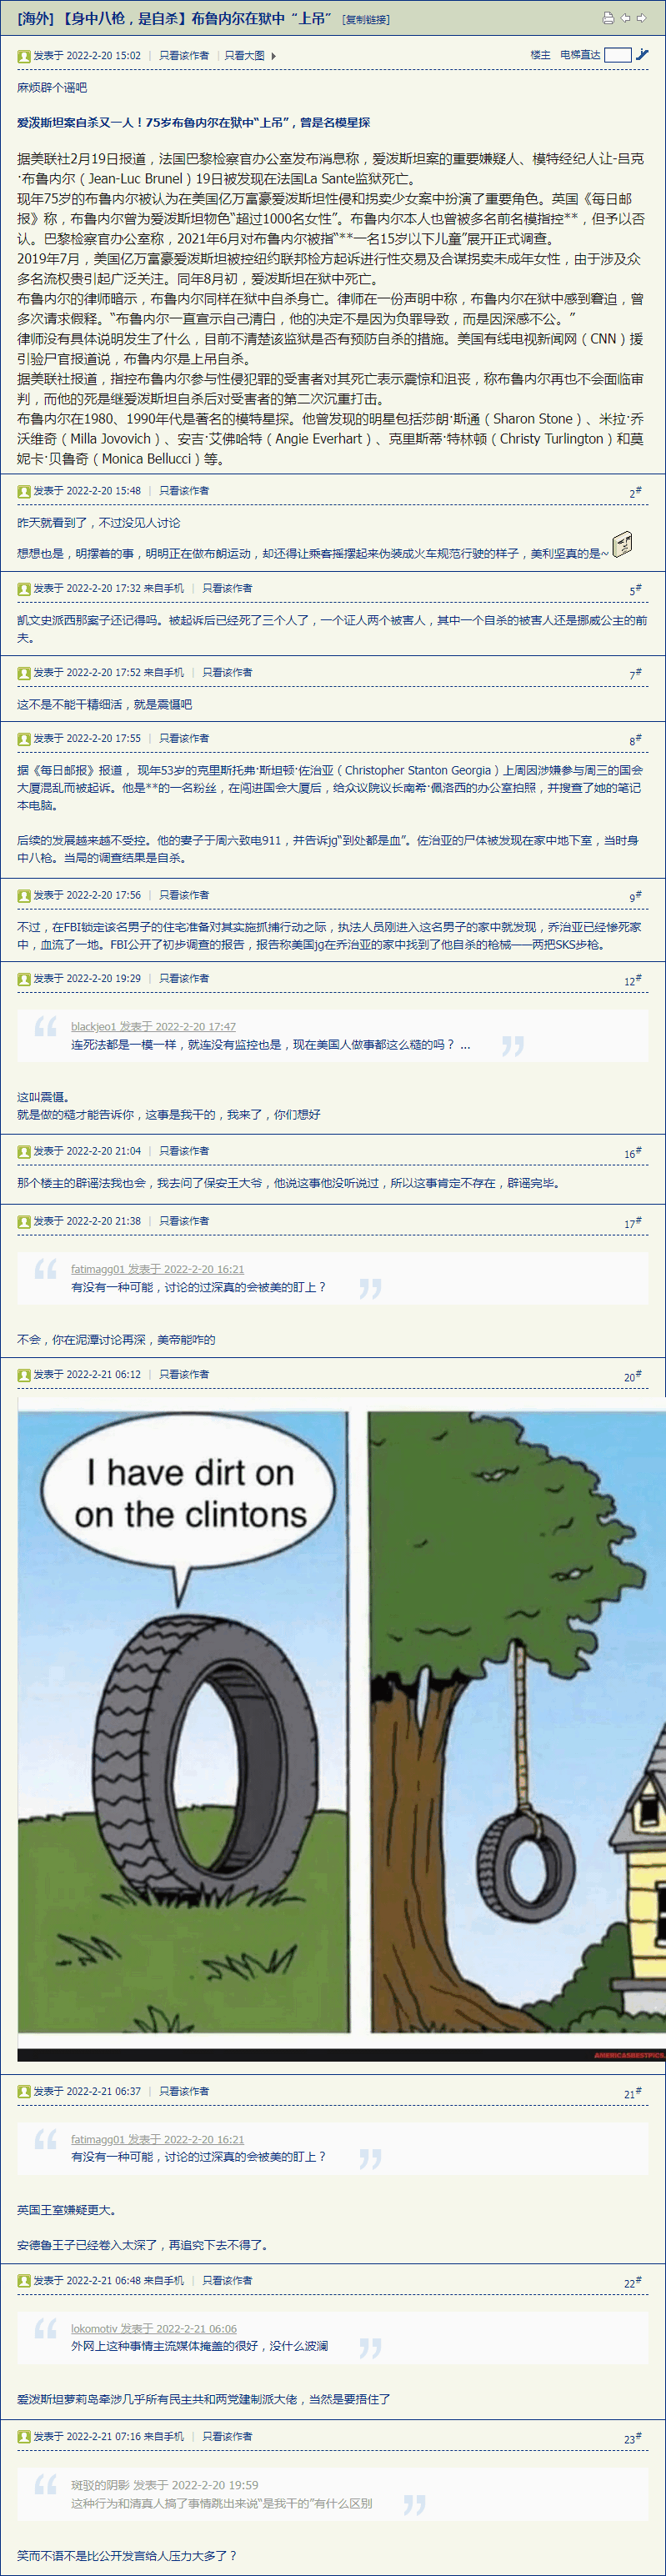 [海外] 【身中八枪，是自杀】布鲁内尔在狱中“上吊” [复制链接]
发表于 2022-2-20 15:02 | 只看该作者 | 只看大图 楼主 电梯直达
麻烦辟个谣吧
爱泼斯坦案自杀又一人！75岁布鲁内尔在狱中“上吊”，曾是名模星探
据美联社2月19日报道，法国巴黎检察官办公室发布消息称，爱泼斯坦案的重要嫌疑人、模特经纪人让-吕克
·布鲁内尔（Jean-Luc Brunel）19日被发现在法国La Sante监狱死亡。
现年75岁的布鲁内尔被认为在美国亿万富豪爱泼斯坦性侵和拐卖少女案中扮演了重要角色。英国《每日邮
报》称，布鲁内尔曾为爱泼斯坦物色“超过1000名女性”。布鲁内尔本人也曾被多名前名模指控**，但予以否
认。巴黎检察官办公室称，2021年6月对布鲁内尔被指“**一名15岁以下儿童”展开正式调查。
2019年7月，美国亿万富豪爱泼斯坦被控纽约联邦检方起诉进行性交易及合谋拐卖未成年女性，由于涉及众
多名流权贵引起广泛关注。同年8月初，爱泼斯坦在狱中死亡。
布鲁内尔的律师暗示，布鲁内尔同样在狱中自杀身亡。律师在一份声明中称，布鲁内尔在狱中感到窘迫，曾
多次请求假释。“布鲁内尔一直宣示自己清白，他的决定不是因为负罪导致，而是因深感不公。”
律师没有具体说明发生了什么，目前不清楚该监狱是否有预防自杀的措施。美国有线电视新闻网（CNN）援
引验尸官报道说，布鲁内尔是上吊自杀。
据美联社报道，指控布鲁内尔参与性侵犯罪的受害者对其死亡表示震惊和沮丧，称布鲁内尔再也不会面临审
判，而他的死是继爱泼斯坦自杀后对受害者的第二次沉重打击。
布鲁内尔在1980、1990年代是著名的模特星探。他曾发现的明星包括莎朗·斯通（Sharon Stone）、米拉·乔
沃维奇（Milla Jovovich）、安吉·艾佛哈特（Angie Everhart）、克里斯蒂·特林顿（Christy Turlington）和莫
妮卡·贝鲁奇（Monica Bellucci）等。
发表于 2022-2-20 15:48 | 只看该作者 2#
昨天就看到了，不过没见人讨论
想想也是，明摆着的事，明明正在做布朗运动，却还得让乘客摇摆起来伪装成火车规范行驶的样子，美利坚真的是~
发表于 2022-2-20 17:32 来自手机 | 只看该作者 5#
凯文史派西那案子还记得吗。被起诉后已经死了三个人了，一个证人两个被害人，其中一个自杀的被害人还是挪威公主的前
夫。
发表于 2022-2-20 17:52 来自手机 | 只看该作者 7#
这不是不能干精细活，就是震慑吧
发表于 2022-2-20 17:55 | 只看该作者 8#
据《每日邮报》报道， 现年53岁的克里斯托弗·斯坦顿·佐治亚（Christopher Stanton Georgia）上周因涉嫌参与周三的国会
大厦混乱而被起诉。他是**的一名粉丝，在闯进国会大厦后，给众议院议长南希·佩洛西的办公室拍照，并搜查了她的笔记
本电脑。
后续的发展越来越不受控。他的妻子于周六致电911，并告诉jg“到处都是血”。佐治亚的尸体被发现在家中地下室，当时身
中八枪。当局的调查结果是自杀。
发表于 2022-2-20 17:56 | 只看该作者 9#
不过，在FBI锁定该名男子的住宅准备对其实施抓捕行动之际，执法人员刚进入这名男子的家中就发现，乔治亚已经惨死家
中，血流了一地。FBI公开了初步调查的报告，报告称美国jg在乔治亚的家中找到了他自杀的枪械——两把SKS步枪。
发表于 2022-2-20 19:29 | 只看该作者 12#
blackjeo1 发表于 2022-2-20 17:47
连死法都是一模一样，就连没有监控也是，现在美国人做事都这么糙的吗？ ...
这叫震慑。
就是做的糙才能告诉你，这事是我干的，我来了，你们想好
发表于 2022-2-20 21:04 | 只看该作者 16#
那个楼主的辟谣法我也会，我去问了保安王大爷，他说这事他没听说过，所以这事肯定不存在，辟谣完毕。
发表于 2022-2-20 21:38 | 只看该作者 17#
fatimagg01 发表于 2022-2-20 16:21
有没有一种可能，讨论的过深真的会被美的盯上？
不会，你在泥潭讨论再深，美帝能咋的
发表于 2022-2-21 06:12 | 只看该作者 20#
I have dirt on
on the clintons
AMERICASBESTPICS.
发表于 2022-2-21 06:37 | 只看该作者 21#
fatimagg01 发表于 2022-2-20 16:21
有没有一种可能，讨论的过深真的会被美的盯上？
英国王室嫌疑更大。
安德鲁王子已经卷入太深了，再追究下去不得了。
发表于 2022-2-21 06:48 来自手机 | 只看该作者 22#
lokomotiv 发表于 2022-2-21 06:06
外网上这种事情主流媒体掩盖的很好，没什么波澜
爱泼斯坦萝莉岛牵涉几乎所有民主共和两党建制派大佬，当然是要捂住了
发表于 2022-2-21 07:16 来自手机 | 只看该作者 23#
斑驳的阴影 发表于 2022-2-20 19:59
这种行为和清真人搞了事情跳出来说“是我干的”有什么区别
笑而不语不是比公开发言给人压力大多了？